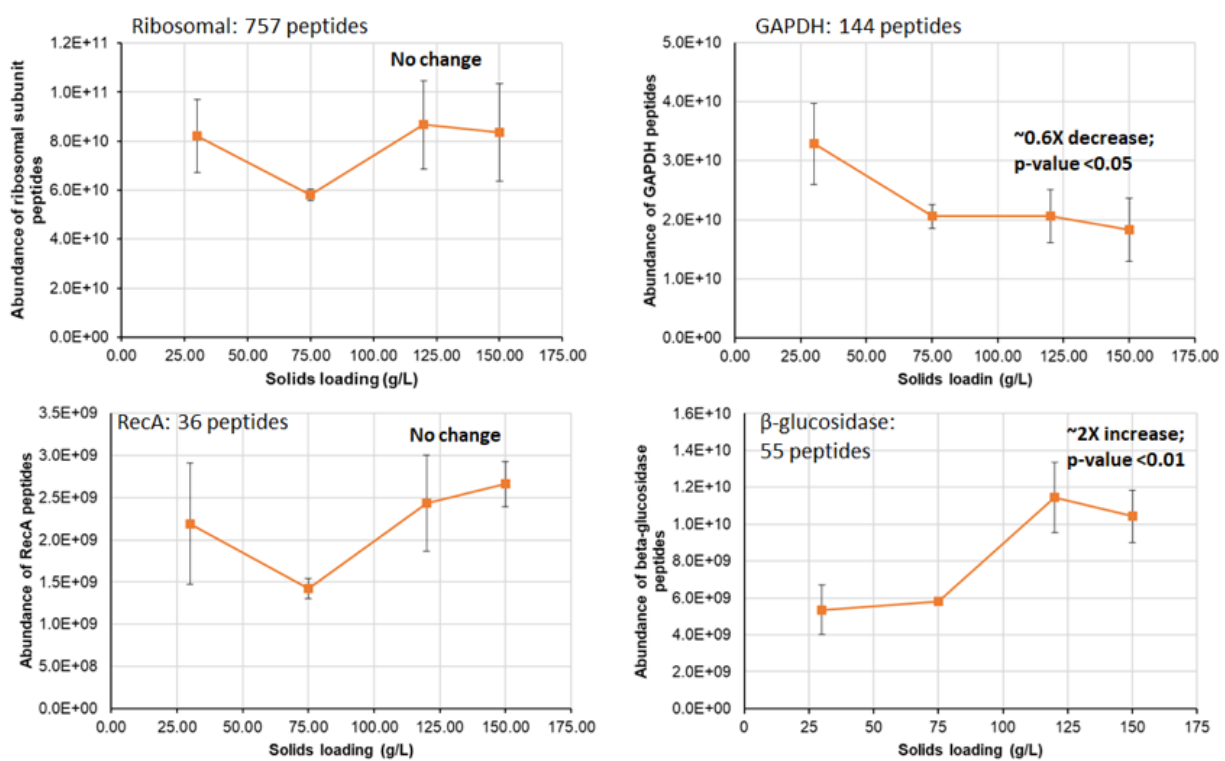 Ribosomal: 757 peptides
No change
1.2E+11
1.0E+11
8.0E+10
6.0E+10
4.0E+10
2.0E+10
0.0E+00
Abundance of ribosomal subunit
peptides
0.00 25.00 50.00 75.00 100.00 125.00 150.00 175.00
Solids loading (g/L)
GAPDH: 144 peptides
~0.6X decrease;
p-value <0.05
5.0E+10
4.0E+10
3.0E+10
2.0E+10
1.0E+10
0.0E+00
Abundance of GAPDH peptides
0.00 25.00 50.00 75.00 100.00 125.00 150.00 175.00
Solids loadin (g/L)
RecA: 36 peptides
No change
3.5E+09
3.0E+09
2.5E+09
2.0E+09
1.5E+09
1.0E+09
5.0E+08
0.0E+00
Abundance of RecA peptides
0.00 25.00 50.00 75.00 100.00 125.00 150.00 175.00
Solids loading (g/L)
β-glucosidase:
55 peptides
~2X increase;
p-value <0.01
1.6E+10
1.4E+10
1.2E+10
1.0E+10
8.0E+09
6.0E+09
4.0E+09
2.0E+09
0.0E+00
Abundance of beta-glucosidase
peptides
0 25 50 75 100 125 150 175
Solids loading (g/L)